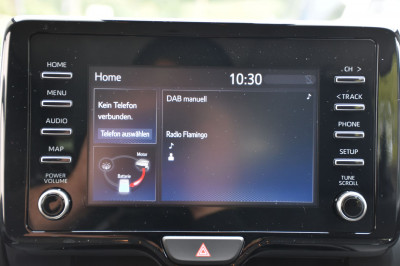 HOME
MENU
AUDIO
MAP
POWER
VOLUME
Home
10:30
Kein Telefon
verbunden.
Telefon auswählen
Motor
Batterie
DAB manuell
Radio Flamingo
CH >
< TRACK
PHONE
SETUP
TUNE
SCROLL